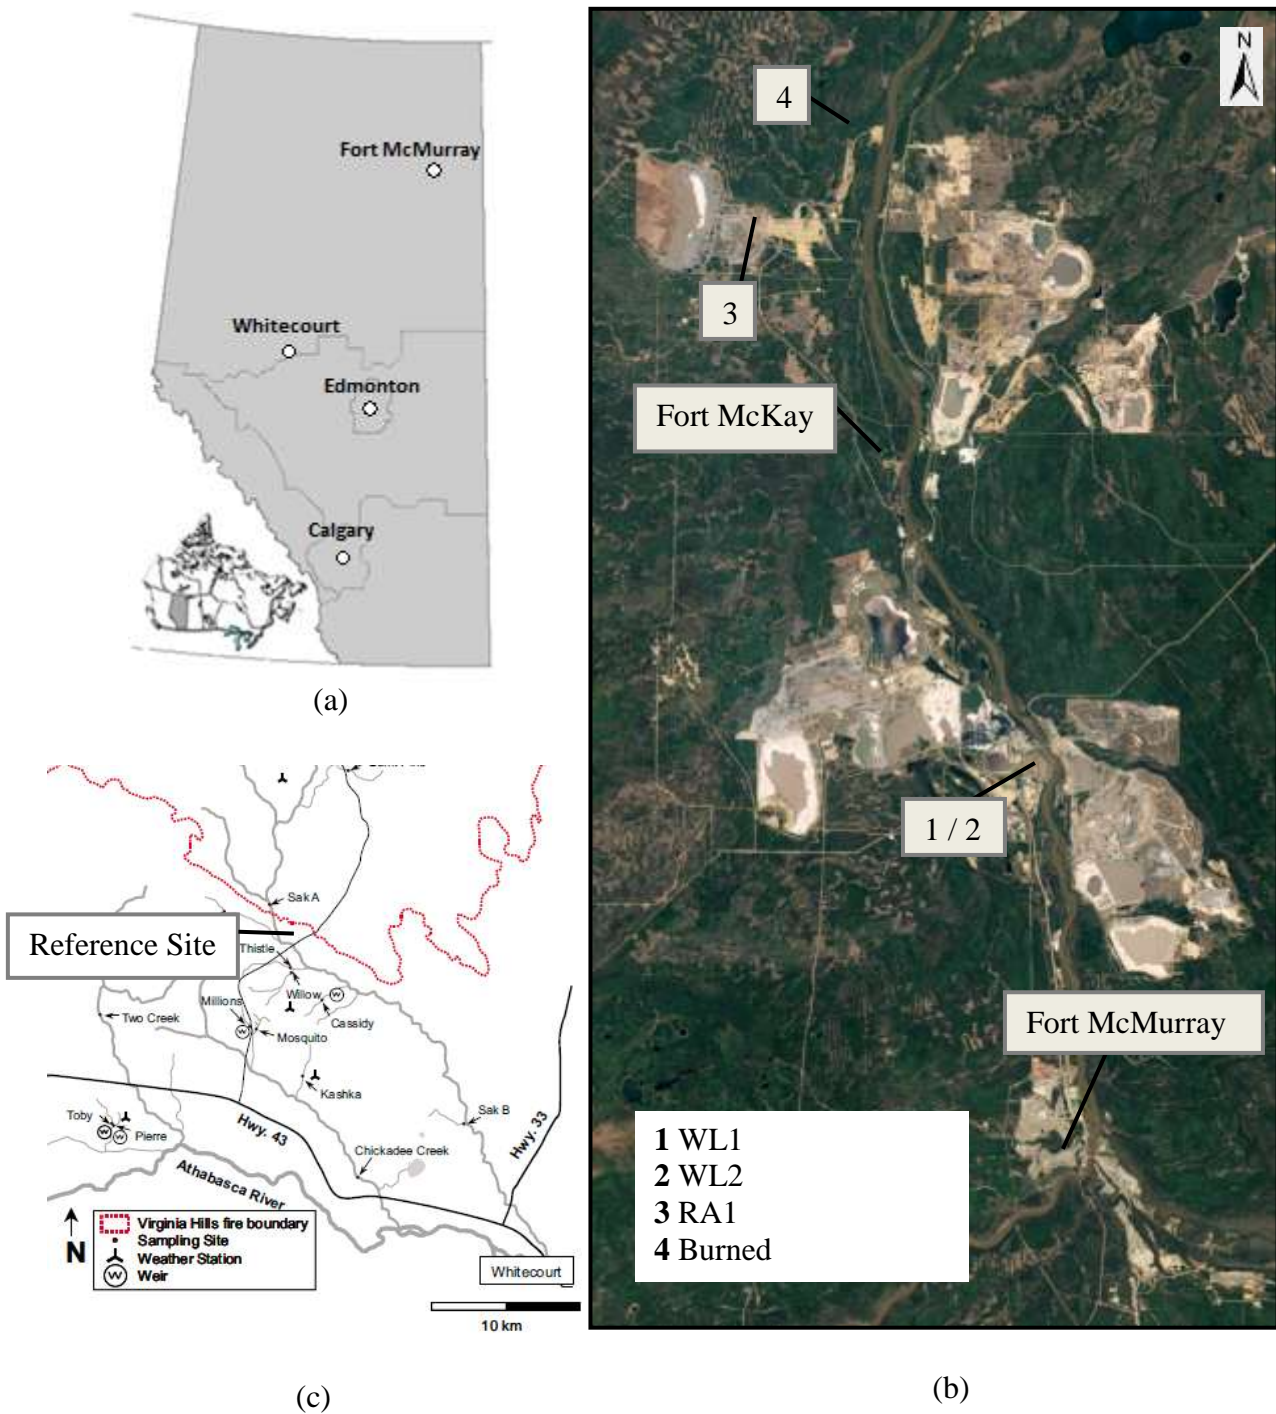 Fort McMurray
Whitecourt
Edmonton
Calgary
(a)
N
4
3
Fort McKay
1 / 2
Fort McMurray
1 WL1
2 WL2
3 RA1
4 Burned
(b)
Sak A
Reference Site
Thistle
Willow
W
Cassidy
Millions
W
Mosquito
Two Creek
Kashka
Toby
W
W
Pierre
Sak B
Hwy. 43
Hwy. 33
Chickadee Creek
Athabasca River
N
Virginia Hills fire boundary
Sampling Site
Weather Station
W Weir
Whitecourt
10 km
(c)